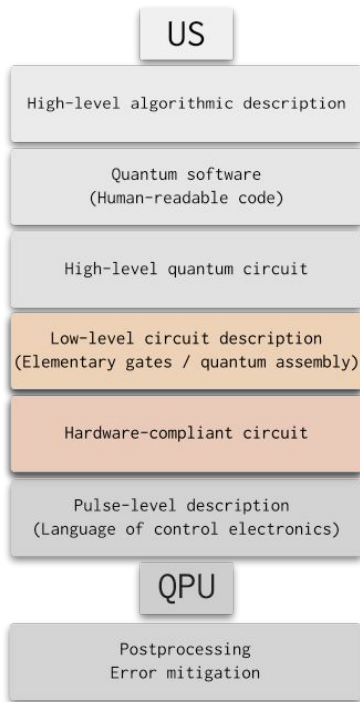 US
High-level algorithmic description
Quantum software
(Human-readable code)
High-level quantum circuit
Low-level circuit description
(Elementary gates / quantum assembly)
Hardware-compliant circuit
Pulse-level description
(Language of control electronics)
QPU
Postprocessing
Error mitigation